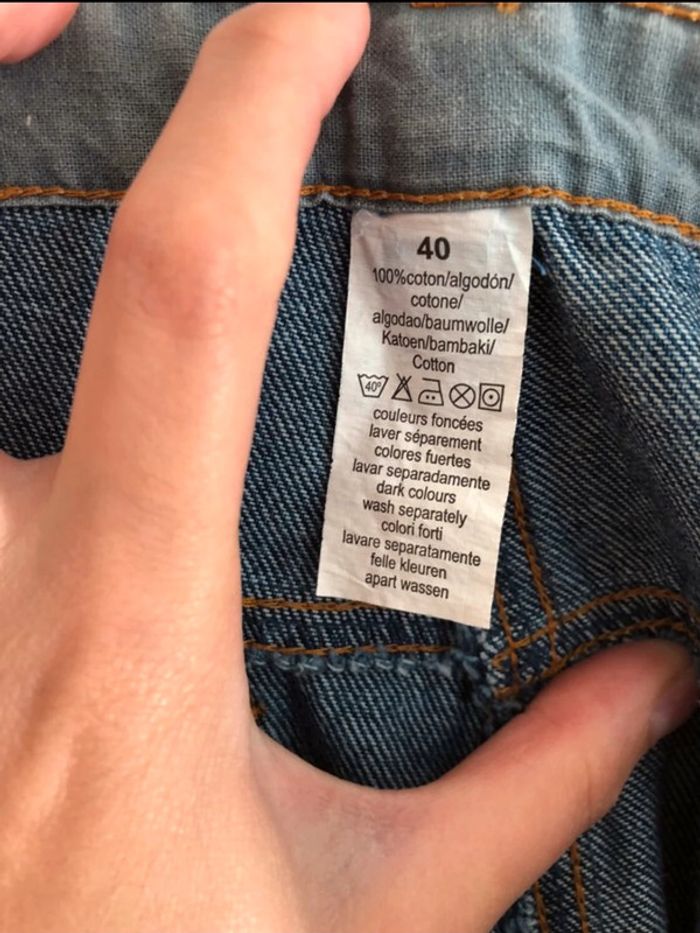 40
100%coton/algodón/
cotone/
algodao/baumwolle/
Katoen/bambaki/
Cotton
40°
couleurs foncées
laver séparement
colores fuertes
lavar separadamente
dark colours
wash separately
colori forti
lavare separatamente
felle kleuren
apart wassen